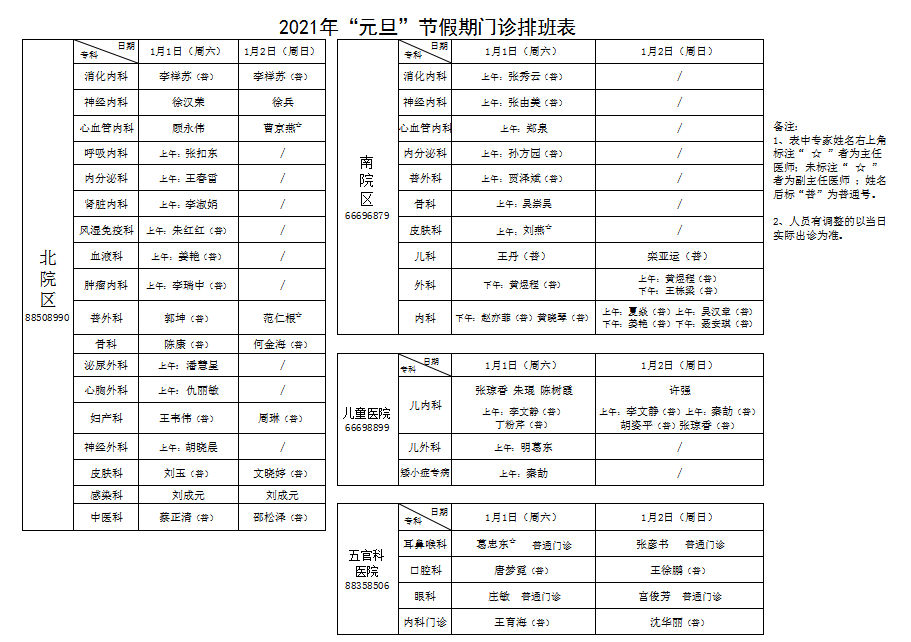 2021年“元旦”节假期门诊排班表
北院区
88508990
日期
专科
1月1日（周六）
1月2日（周日）
消化内科 李样苏（普） 李样苏（普）
神经内科 徐汉荣 徐兵
心血管内科 顾永伟 曹京燕☆
呼吸内科 上午：张扣东 /
内分泌科 上午：王春雷 /
肾脏内科 上午：李淑娟 /
风湿免疫科 上午：朱红红（普） /
血液科 上午：姜艳（普） /
肿瘤内科 上午：李瑞中（普） /
普外科 郭坤（普） 范仁根☆
骨科 陈康（普） 何金海（普）
泌尿外科 上午：潘慧星 /
心胸外科 上午：仇丽敏 /
妇产科 王韦伟（普） 周琳（普）
神经外科 上午：胡晓晨 /
皮肤科 刘玉（普） 文晓婷（普）
感染科 刘成元 刘成元
中医科 蔡正清（普） 邵松泽（普）
南院区
66696879
日期
专科
1月1日（周六）
1月2日（周日）
消化内科 上午：张秀云（普） /
神经内科 上午：张由美（普） /
心血管内科 上午：郑泉 /
内分泌科 上午：孙方园（普） /
普外科 上午：贾泽斌（普） /
骨科 上午：吴崇吴 /
皮肤科 上午：刘燕☆ /
儿科 王丹（普） 栾亚运（普）
外科 下午：黄煜程（普） 上午：黄煜程（普）
下午：王栋梁（普）
内科 下午：赵亦菲（普）黄晓琴（普） 上午：夏焱（普）上午：吴汉章（普）
下午：姜艳（普）下午：聂安琪（普）
儿童医院
66698899
日期
专科
1月1日（周六）
1月2日（周日）
儿内科 张琼香 朱琨 陈树霞 许强
上午：李文静（普） 上午：李文静（普）上午：秦劼（普）
丁粉芹（普） 胡姿平（普）张琼香（普）
儿外科 上午：明葛东 /
矮小症专病 上午：秦劼 /
五官科
医院
88358506
日期
专科
1月1日（周六）
1月2日（周日）
耳鼻喉科 葛忠东☆ 普通门诊 张彦书 普通门诊
口腔科 唐梦霓（普） 王徐鹏（普）
眼科 庄敏 普通门诊 宫俊芳 普通门诊
内科门诊 王育海（普） 沈华丽（普）
备注：
1、表中专家姓名右上角
标注“ ☆ ”者为主任
医师；未标注“ ☆ ”
者为副主任医师 ；姓名
后标“普”为普通号。
2、人员有调整的以当日
实际出诊为准。